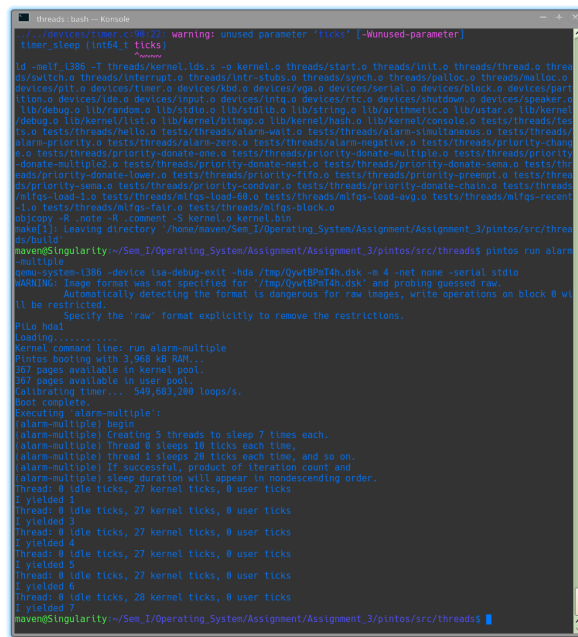 threads : bash — Konsole
../../devices/timer.c:90:22: warning: unused parameter 'ticks' [-Wunused-parameter]
timer_sleep (int64_t ticks)
^~~~~
ld -melf_i386 -T threads/kernel.lds.s -o kernel.o threads/start.o threads/init.o threads/thread.o threa
ds/switch.o threads/interrupt.o threads/intr-stubs.o threads/synch.o threads/palloc.o threads/malloc.o
devices/pit.o devices/timer.o devices/kbd.o devices/vga.o devices/serial.o devices/block.o devices/part
ition.o devices/ide.o devices/input.o devices/intq.o devices/rtc.o devices/shutdown.o devices/speaker.o
lib/debug.o lib/random.o lib/stdio.o lib/stdlib.o lib/string.o lib/arithmetic.o lib/ustar.o lib/kernel
/debug.o lib/kernel/list.o lib/kernel/bitmap.o lib/kernel/hash.o lib/kernel/console.o tests/threads/tes
ts.o tests/threads/hello.o tests/threads/alarm-wait.o tests/threads/alarm-simultaneous.o tests/threads/
alarm-priority.o tests/threads/alarm-zero.o tests/threads/alarm-negative.o tests/threads/priority-chang
e.o tests/threads/priority-donate-one.o tests/threads/priority-donate-multiple.o tests/threads/priority
-donate-multiple2.o tests/threads/priority-donate-nest.o tests/threads/priority-donate-sema.o tests/thr
eads/priority-donate-lower.o tests/threads/priority-fifo.o tests/threads/priority-preempt.o tests/threa
ds/priority-sema.o tests/threads/priority-condvar.o tests/threads/priority-donate-chain.o tests/threads
/mlfqs-load-1.o tests/threads/mlfqs-load-60.o tests/threads/mlfqs-load-avg.o tests/threads/mlfqs-recent
-1.o tests/threads/mlfqs-fair.o tests/threads/mlfqs-block.o
objcopy -R .note -R .comment -S kernel.o kernel.bin
make[1]: Leaving directory '/home/maven/Sem_I/Operating_System/Assignment/Assignment_3/pintos/src/threa
ds/build'
maven@Singularity:~/Sem_I/Operating_System/Assignment/Assignment_3/pintos/src/threads$ pintos run alarm
-multiple
qemu-system-i386 -device isa-debug-exit -hda /tmp/QywtBPmT4h.dsk -m 4 -net none -serial stdio
WARNING: Image format was not specified for '/tmp/QywtBPmT4h.dsk' and probing guessed raw.
Automatically detecting the format is dangerous for raw images, write operations on block 0 wi
ll be restricted.
Specify the 'raw' format explicitly to remove the restrictions.
PiLo hda1
Loading............
Kernel command line: run alarm-multiple
Pintos booting with 3,968 kB RAM...
367 pages available in kernel pool.
367 pages available in user pool.
Calibrating timer...  549,683,200 loops/s.
Boot complete.
Executing 'alarm-multiple':
(alarm-multiple) begin
(alarm-multiple) Creating 5 threads to sleep 7 times each.
(alarm-multiple) Thread 0 sleeps 10 ticks each time,
(alarm-multiple) thread 1 sleeps 20 ticks each time, and so on.
(alarm-multiple) If successful, product of iteration count and
(alarm-multiple) sleep duration will appear in nondescending order.
Thread: 0 idle ticks, 27 kernel ticks, 0 user ticks
I yielded 1
Thread: 0 idle ticks, 27 kernel ticks, 0 user ticks
I yielded 3
Thread: 0 idle ticks, 27 kernel ticks, 0 user ticks
I yielded 4
Thread: 0 idle ticks, 27 kernel ticks, 0 user ticks
I yielded 5
Thread: 0 idle ticks, 27 kernel ticks, 0 user ticks
I yielded 6
Thread: 0 idle ticks, 28 kernel ticks, 0 user ticks
I yielded 7
maven@Singularity:~/Sem_I/Operating_System/Assignment/Assignment_3/pintos/src/threads$